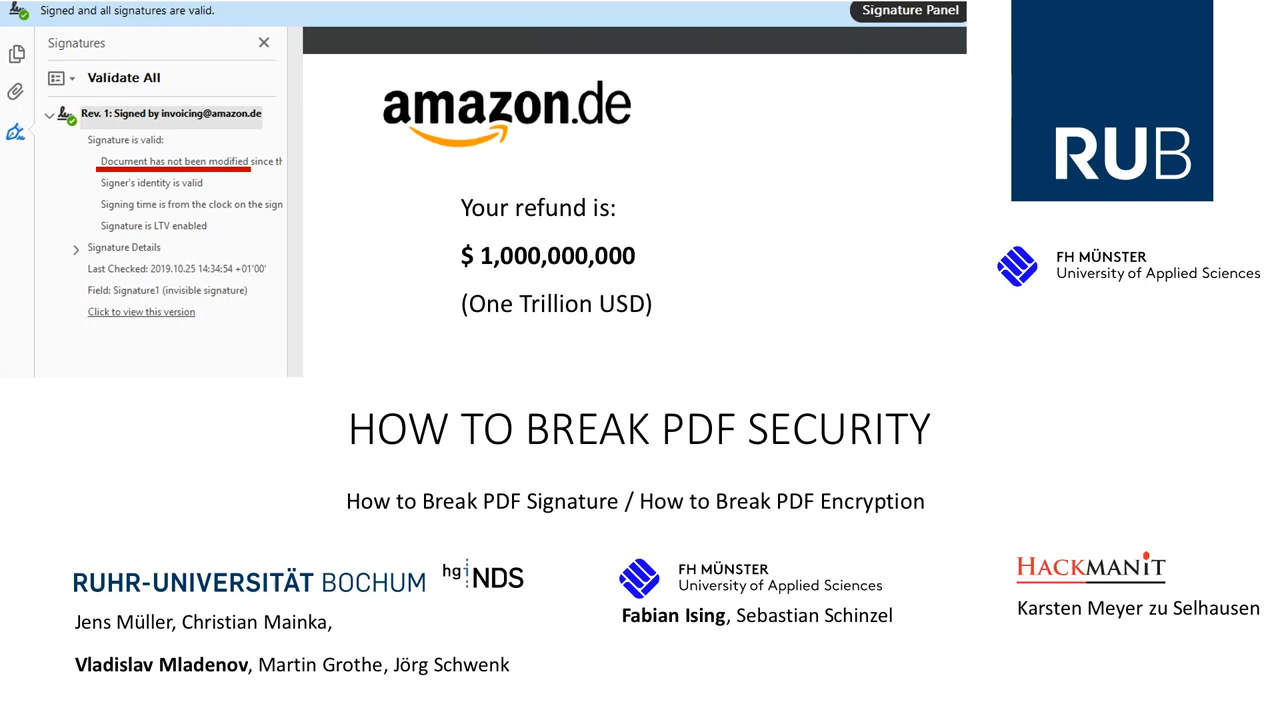 Signed and all signatures are valid.
Signature Panel
Signatures
Validate All
Rev. 1: Signed by invoicing@amazon.de
Signature is valid:
Document has not been modified since th
Signer's identity is valid
Signing time is from the clock on the sign
Signature is LTV enabled
Signature Details
Last Checked: 2019.10.25 14:34:54 +01'00'
Field: Signature1 (invisible signature)
Click to view this version
amazon.de
Your refund is:
$ 1,000,000,000
(One Trillion USD)
RUB
FH MÜNSTER
University of Applied Sciences
HOW TO BREAK PDF SECURITY
How to Break PDF Signature / How to Break PDF Encryption
RUHR-UNIVERSITÄT BOCHUM
hgi NDS
Jens Müller, Christian Mainka,
Vladislav Mladenov, Martin Grothe, Jörg Schwenk
FH MÜNSTER
University of Applied Sciences
Fabian Ising, Sebastian Schinzel
HACKMANIT
Karsten Meyer zu Selhausen